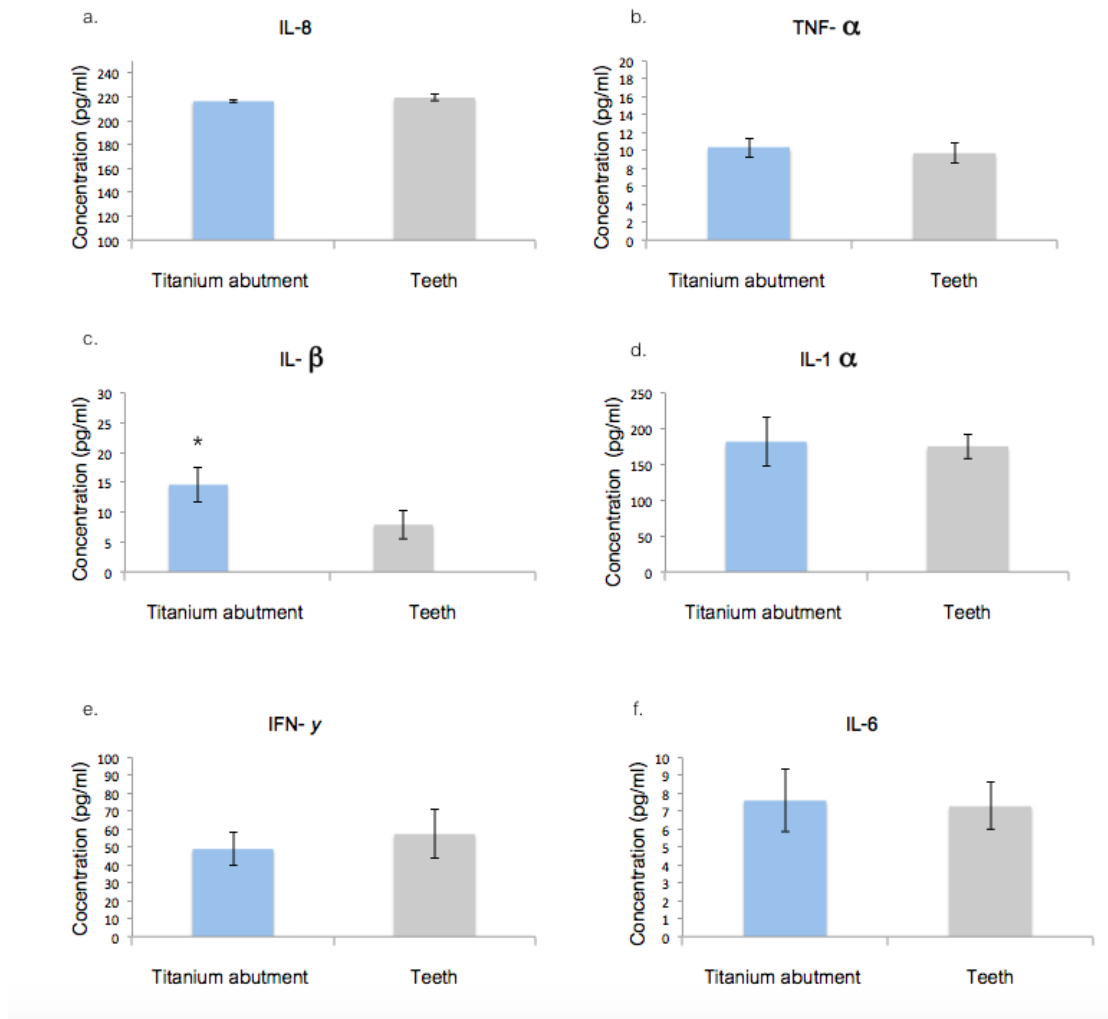 a.
IL-8
Concentration (pg/ml)
240
220
200
180
160
140
120
100
Titanium abutment
Teeth
b.
TNF- α
Concentration (pg/ml)
20
18
16
14
12
10
8
6
4
2
0
Titanium abutment
Teeth
c.
IL- β
Concentration (pg/ml)
30
25
20
15
10
5
0
*
Titanium abutment
Teeth
d.
IL-1 α
Concentration (pg/ml)
250
200
150
100
50
0
Titanium abutment
Teeth
e.
IFN- y
Cocentration (pg/ml)
100
90
80
70
60
50
40
30
20
10
0
Titanium abutment
Teeth
f.
IL-6
Concentration (pg/ml)
10
9
8
7
6
5
4
3
2
1
0
Titanium abutment
Teeth